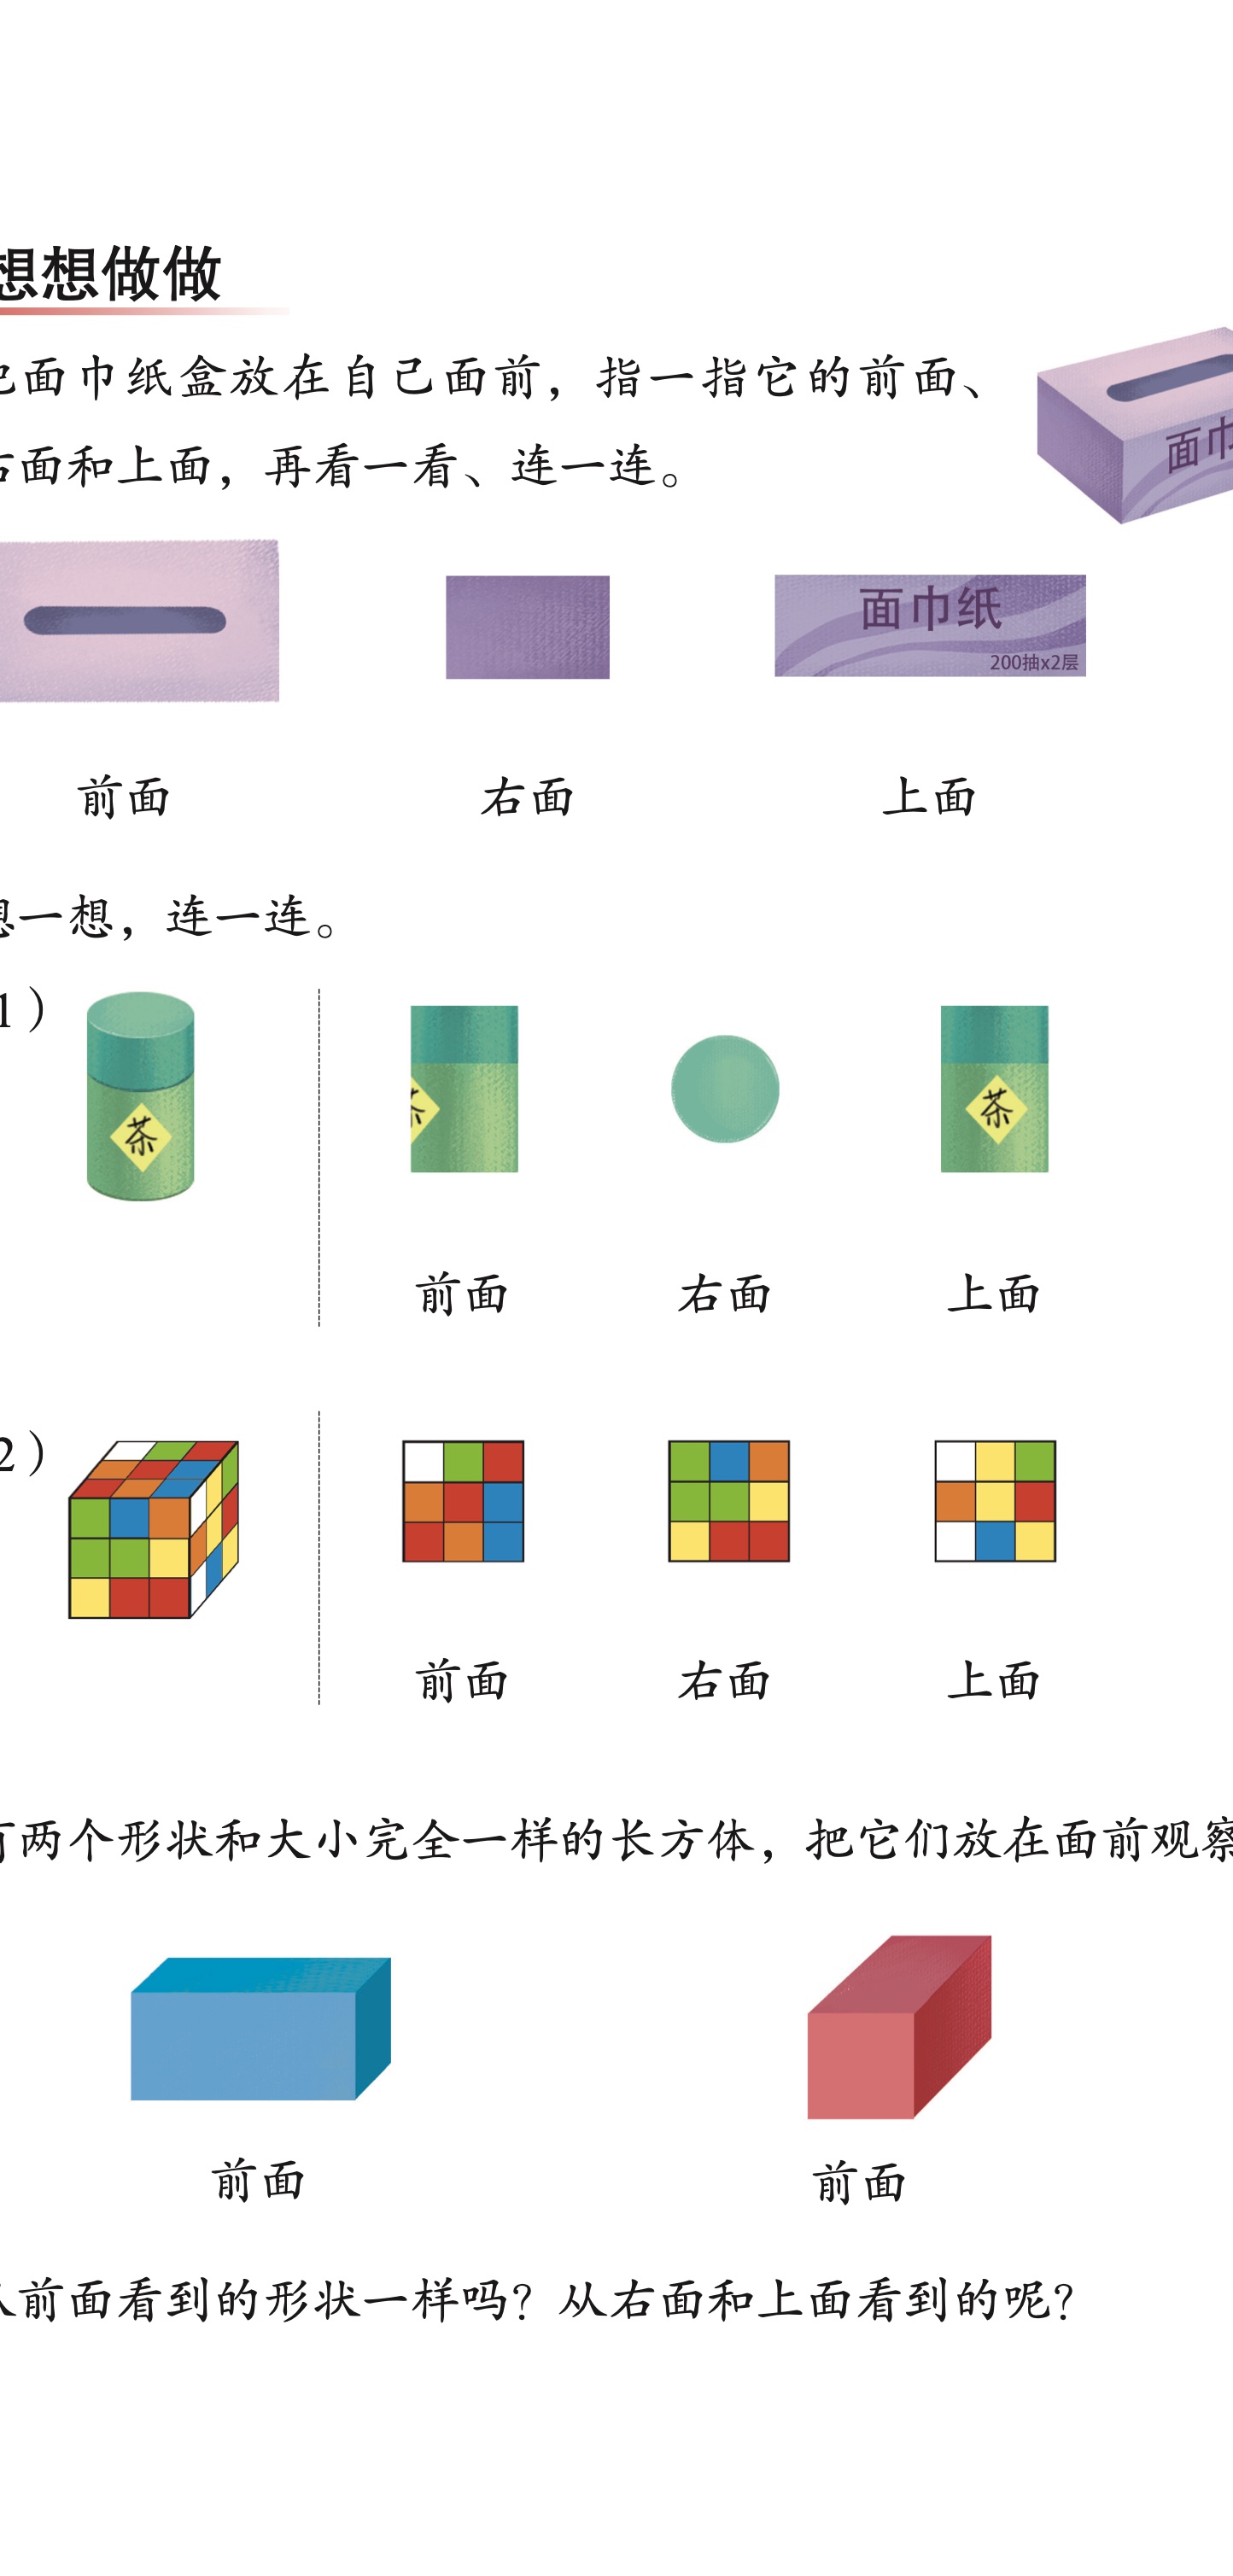 想想做做
把面巾纸盒放在自己面前，指一指它的前面、
右面和上面，再看一看、连一连。
面巾
面巾纸
200抽x2层
前面 右面 上面
想一想，连一连。
1）
茶 茶 茶
前面 右面 上面
2）
前面 右面 上面
有两个形状和大小完全一样的长方体，把它们放在面前观察
前面 前面
从前面看到的形状一样吗？从右面和上面看到的呢？